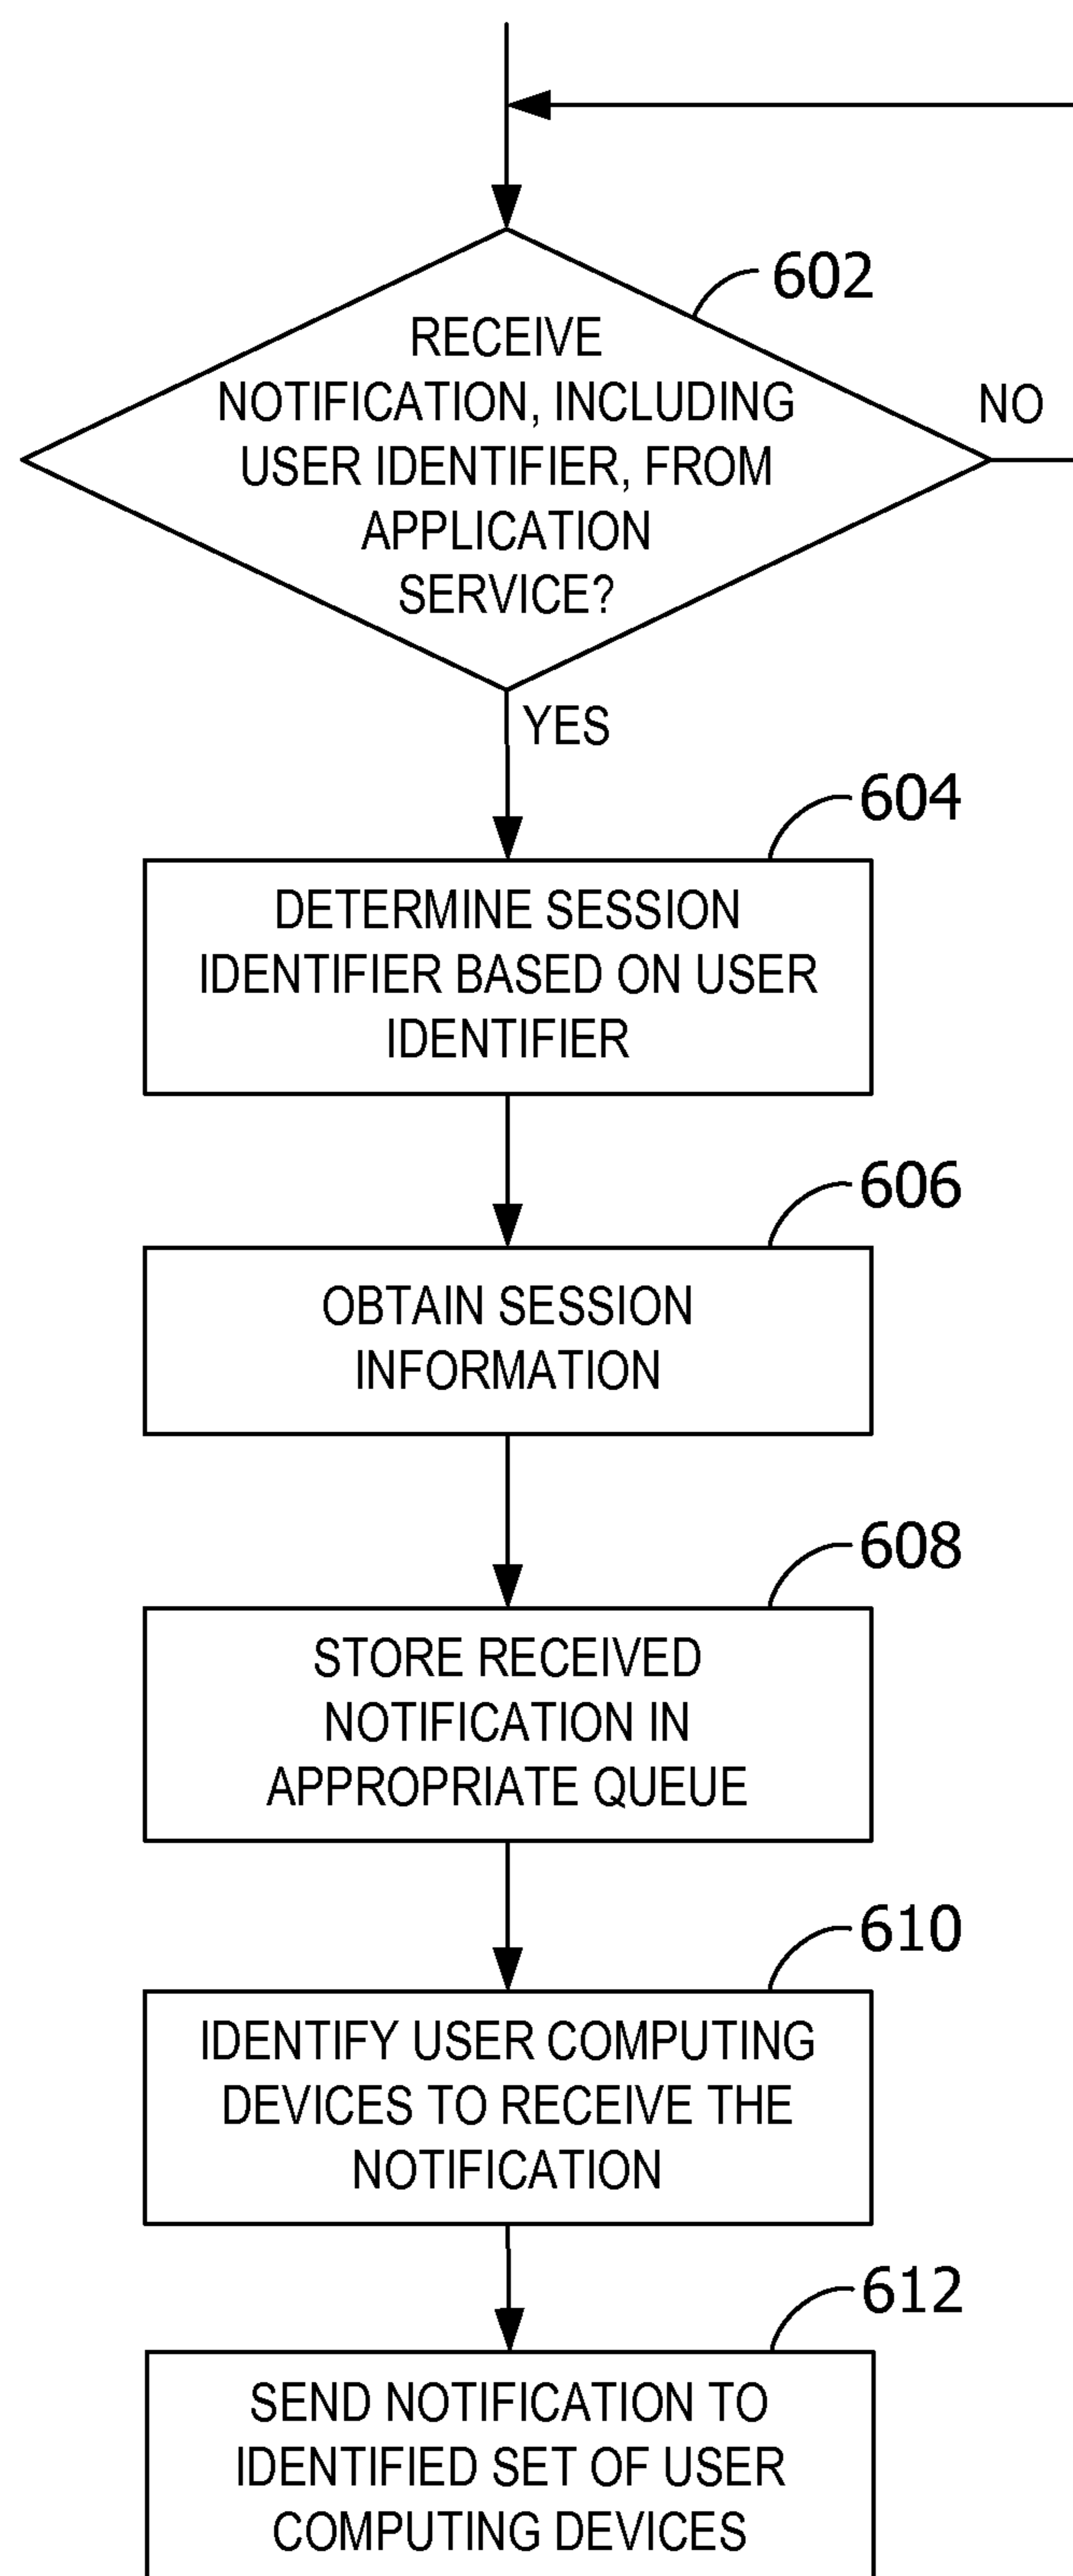 602
RECEIVE
NOTIFICATION, INCLUDING
USER IDENTIFIER, FROM
APPLICATION
SERVICE?
NO
YES
604
DETERMINE SESSION
IDENTIFIER BASED ON USER
IDENTIFIER
606
OBTAIN SESSION
INFORMATION
608
STORE RECEIVED
NOTIFICATION IN
APPROPRIATE QUEUE
610
IDENTIFY USER COMPUTING
DEVICES TO RECEIVE THE
NOTIFICATION
612
SEND NOTIFICATION TO
IDENTIFIED SET OF USER
COMPUTING DEVICES